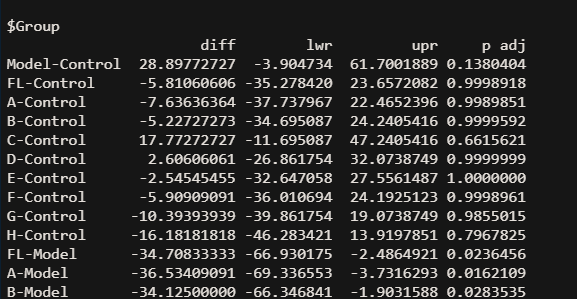 $Group
diff lwr upr p adj
Model-Control 28.89772727 -3.904734 61.7001889 0.1380404
FL-Control -5.81060606 -35.278420 23.6572082 0.9998918
A-Control -7.63636364 -37.737967 22.4652396 0.9989851
B-Control -5.22727273 -34.695087 24.2405416 0.9999592
C-Control 17.77272727 -11.695087 47.2405416 0.6615621
D-Control 2.60606061 -26.861754 32.0738749 0.9999999
E-Control -2.54545455 -32.647058 27.5561487 1.0000000
F-Control -5.90909091 -36.010694 24.1925123 0.9998961
G-Control -10.39393939 -39.861754 19.0738749 0.9855015
H-Control -16.18181818 -46.283421 13.9197851 0.7967825
FL-Model -34.70833333 -66.930175 -2.4864921 0.0236456
A-Model -36.53409091 -69.336553 -3.7316293 0.0162109
B-Model -34.12500000 -66.346841 -1.9031588 0.0283535